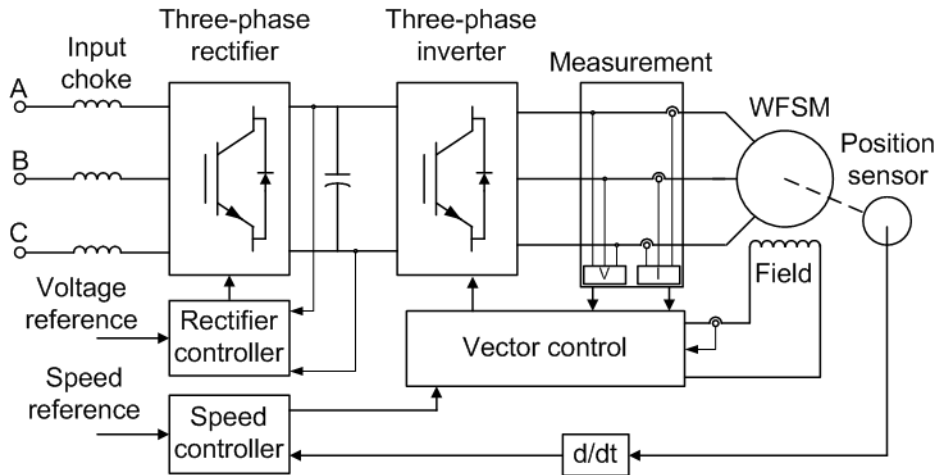 Three-phase
rectifier
Three-phase
inverter
Input
choke
Measurement
A
WFSM
B
Position
sensor
C
V
I
Field
Voltage
reference
Rectifier
controller
Vector control
Speed
reference
Speed
controller
d/dt